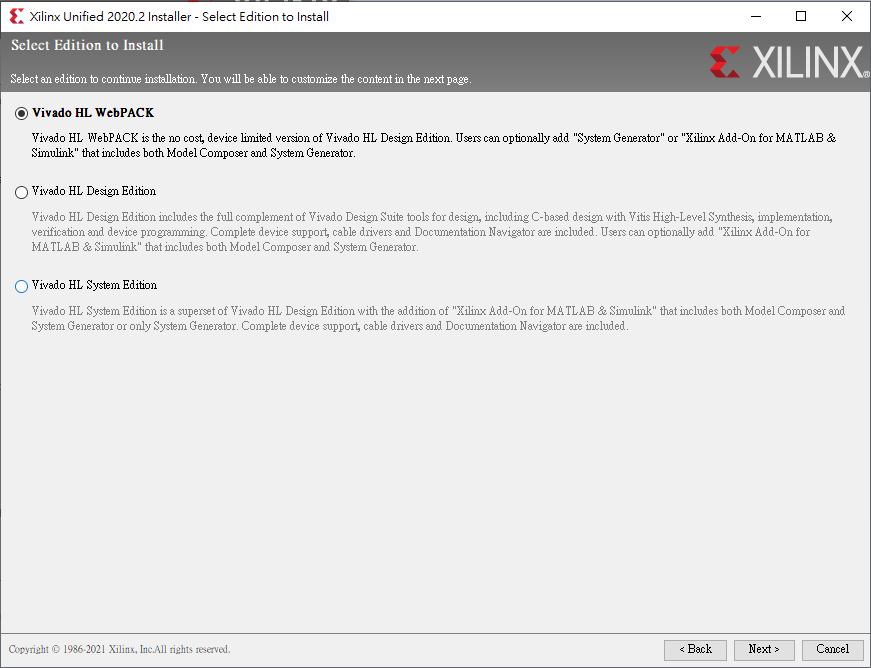 Xilinx Unified 2020.2 Installer - Select Edition to Install
Select Edition to Install
Select an edition to continue installation. You will be able to customize the content in the next page.
XILINX®
Vivado HL WebPACK
Vivado HL WebPACK is the no cost, device limited version of Vivado HL Design Edition. Users can optionally add "System Generator" or "Xilinx Add-On for MATLAB &
Simulink" that includes both Model Composer and System Generator.
Vivado HL Design Edition
Vivado HL Design Edition includes the full complement of Vivado Design Suite tools for design, including C-based design with Vitis High-Level Synthesis, implementation,
verification and device programming. Complete device support, cable drivers and Documentation Navigator are included. Users can optionally add "Xilinx Add-On for
MATLAB & Simulink" that includes both Model Composer and System Generator.
Vivado HL System Edition
Vivado HL System Edition is a superset of Vivado HL Design Edition with the addition of "Xilinx Add-On for MATLAB & Simulink" that includes both Model Composer and
System Generator or only System Generator. Complete device support, cable drivers and Documentation Navigator are included.
Copyright © 1986-2021 Xilinx, Inc.All rights reserved.
< Back
Next >
Cancel